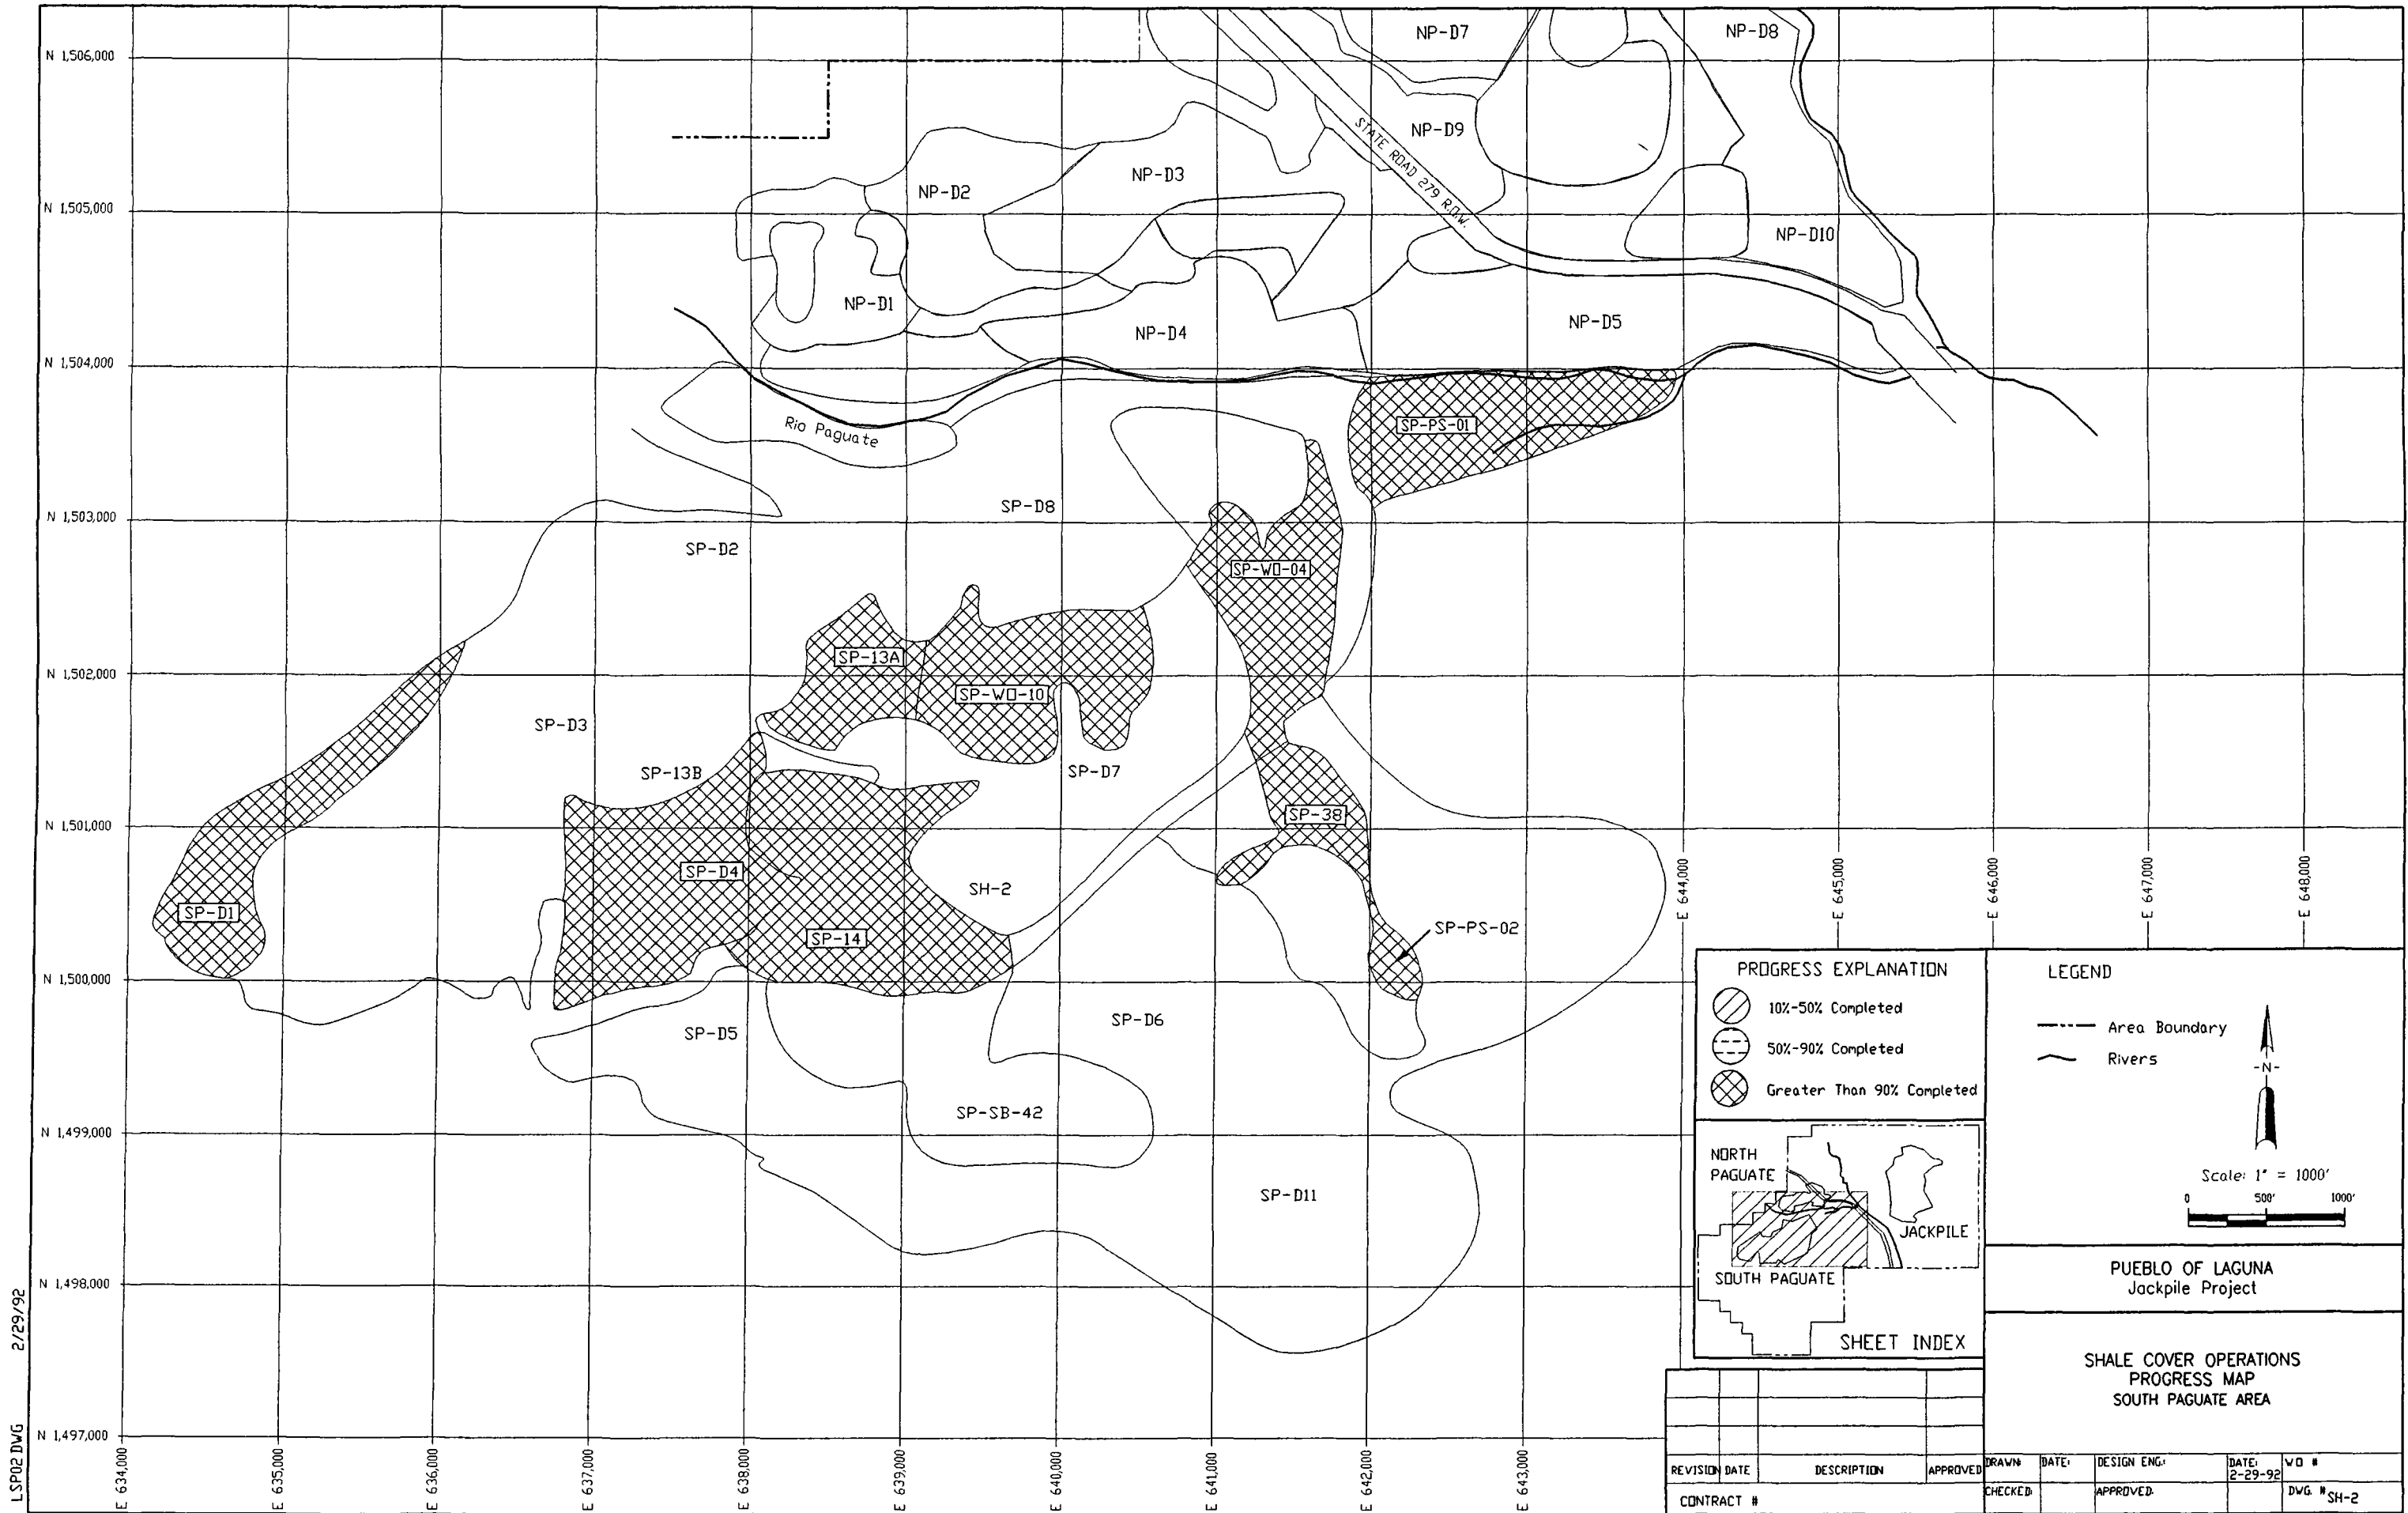 N 1,506,000
N 1,505,000
N 1,504,000
N 1,503,000
N 1,502,000
N 1,501,000
N 1,500,000
N 1,499,000
N 1,498,000
N 1,497,000
NP-D7
NP-D8
NP-D9
STATE ROAD 279 R.O.W.
NP-D2
NP-D3
NP-D10
NP-D1
NP-D4
NP-D5
Rio Paguate
SP-PS-01
SP-D8
SP-D2
SP-WO-04
SP-13A
SP-WO-10
SP-D3
SP-13B
SP-D7
SP-38
SP-D4
SH-2
SP-D1
SP-14
SP-PS-02
SP-D5
SP-D6
SP-SB-42
SP-D11
E 634,000
E 635,000
E 636,000
E 637,000
E 638,000
E 639,000
E 640,000
E 641,000
E 642,000
E 643,000
E 644,000
E 645,000
E 646,000
E 647,000
E 648,000
PROGRESS EXPLANATION
10%-50% Completed
50%-90% Completed
Greater Than 90% Completed
LEGEND
Area Boundary
Rivers
-N-
Scale: 1" = 1000'
0 500' 1000'
NORTH
PAGUATE
JACKPILE
SOUTH PAGUATE
SHEET INDEX
PUEBLO OF LAGUNA
Jackpile Project
SHALE COVER OPERATIONS
PROGRESS MAP
SOUTH PAGUATE AREA
REVISION DATE DESCRIPTION APPROVED
CONTRACT #
DRAWN: DATE: DESIGN ENG.: DATE: 2-29-92 WO #
CHECKED: APPROVED: DWG. # SH-2
LSP02DWG 2/29/92